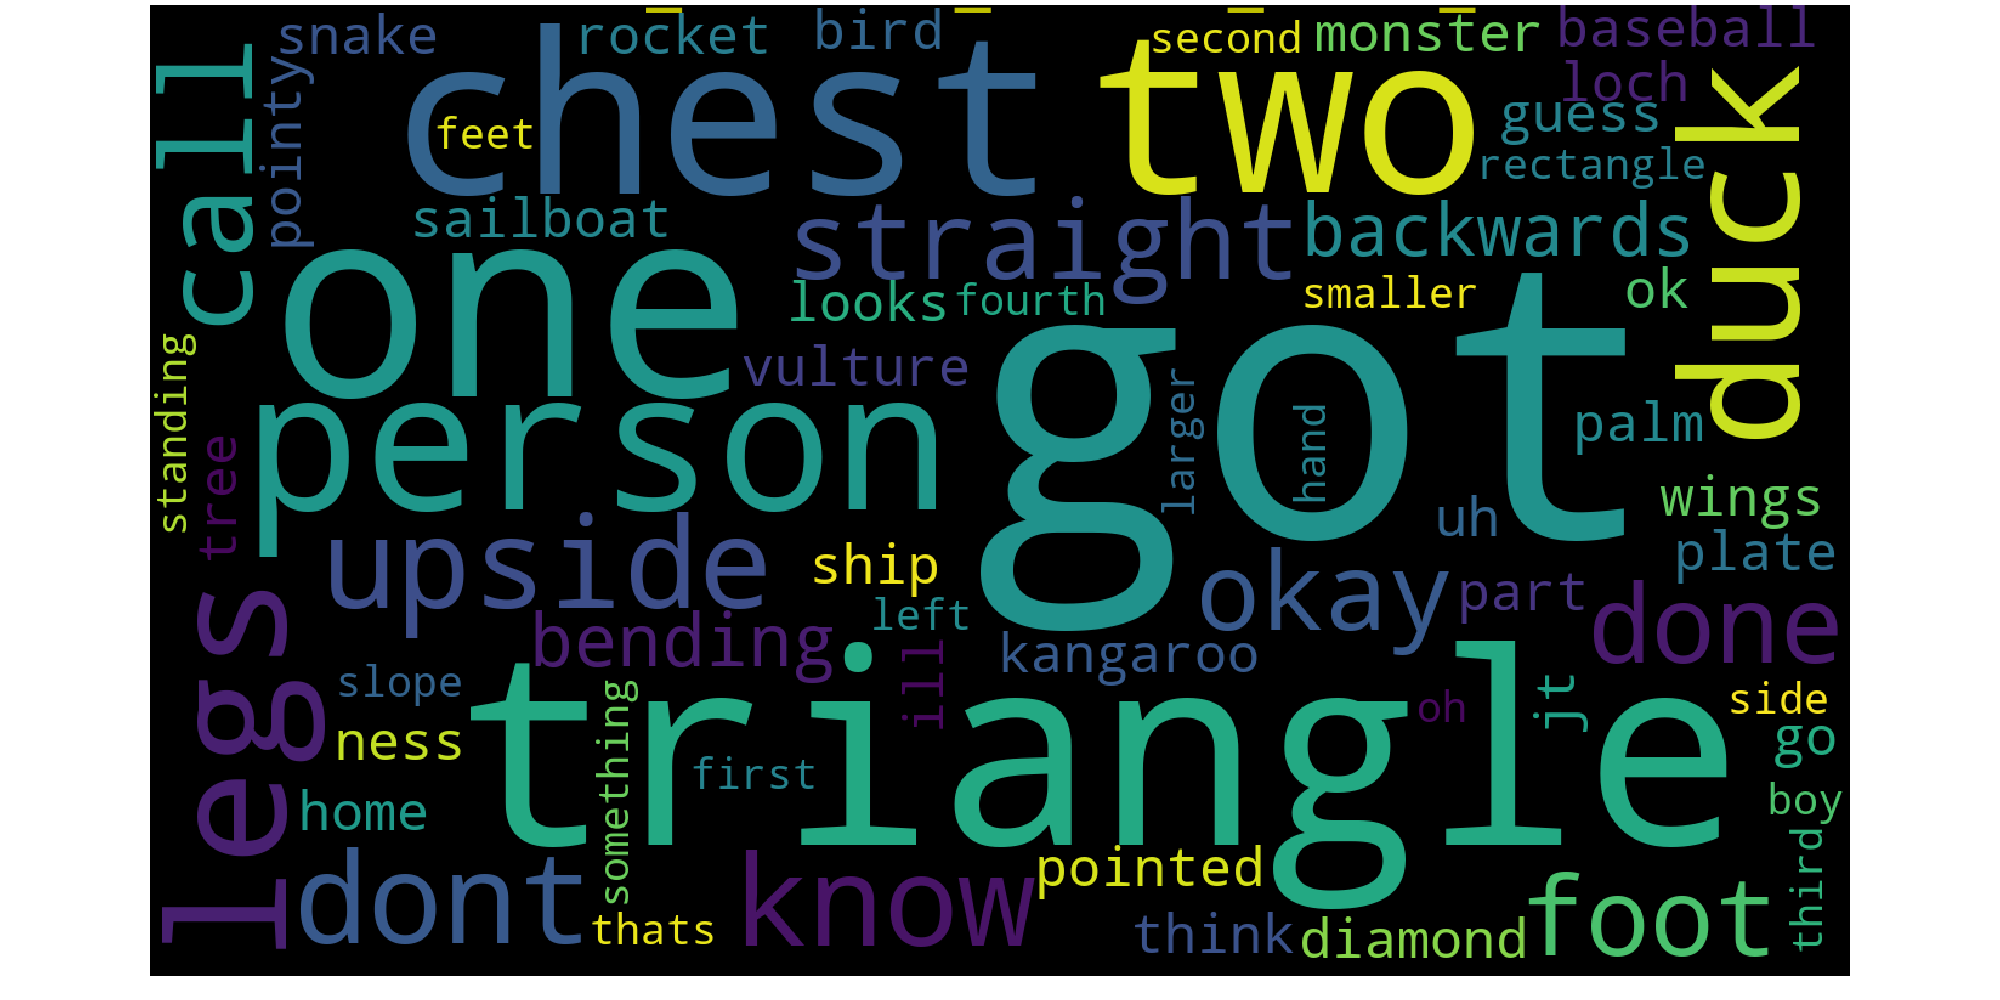 snake
rocket
bird
second
monster
baseball
call
pointy
chest
two
loch
duck
feet
guess
rectangle
sailboat
straight
backwards
one
looks
fourth
smaller
ok
standing
tree
person
vulture
got
larger
hand
palm
uh
wings
upside
ship
okay
part
plate
legs
bending
left
kangaroo
done
ill
slope
triangle
oh
jt
side
ness
something
first
go
home
boy
dont
know
pointed
foot
third
thats
think
diamond